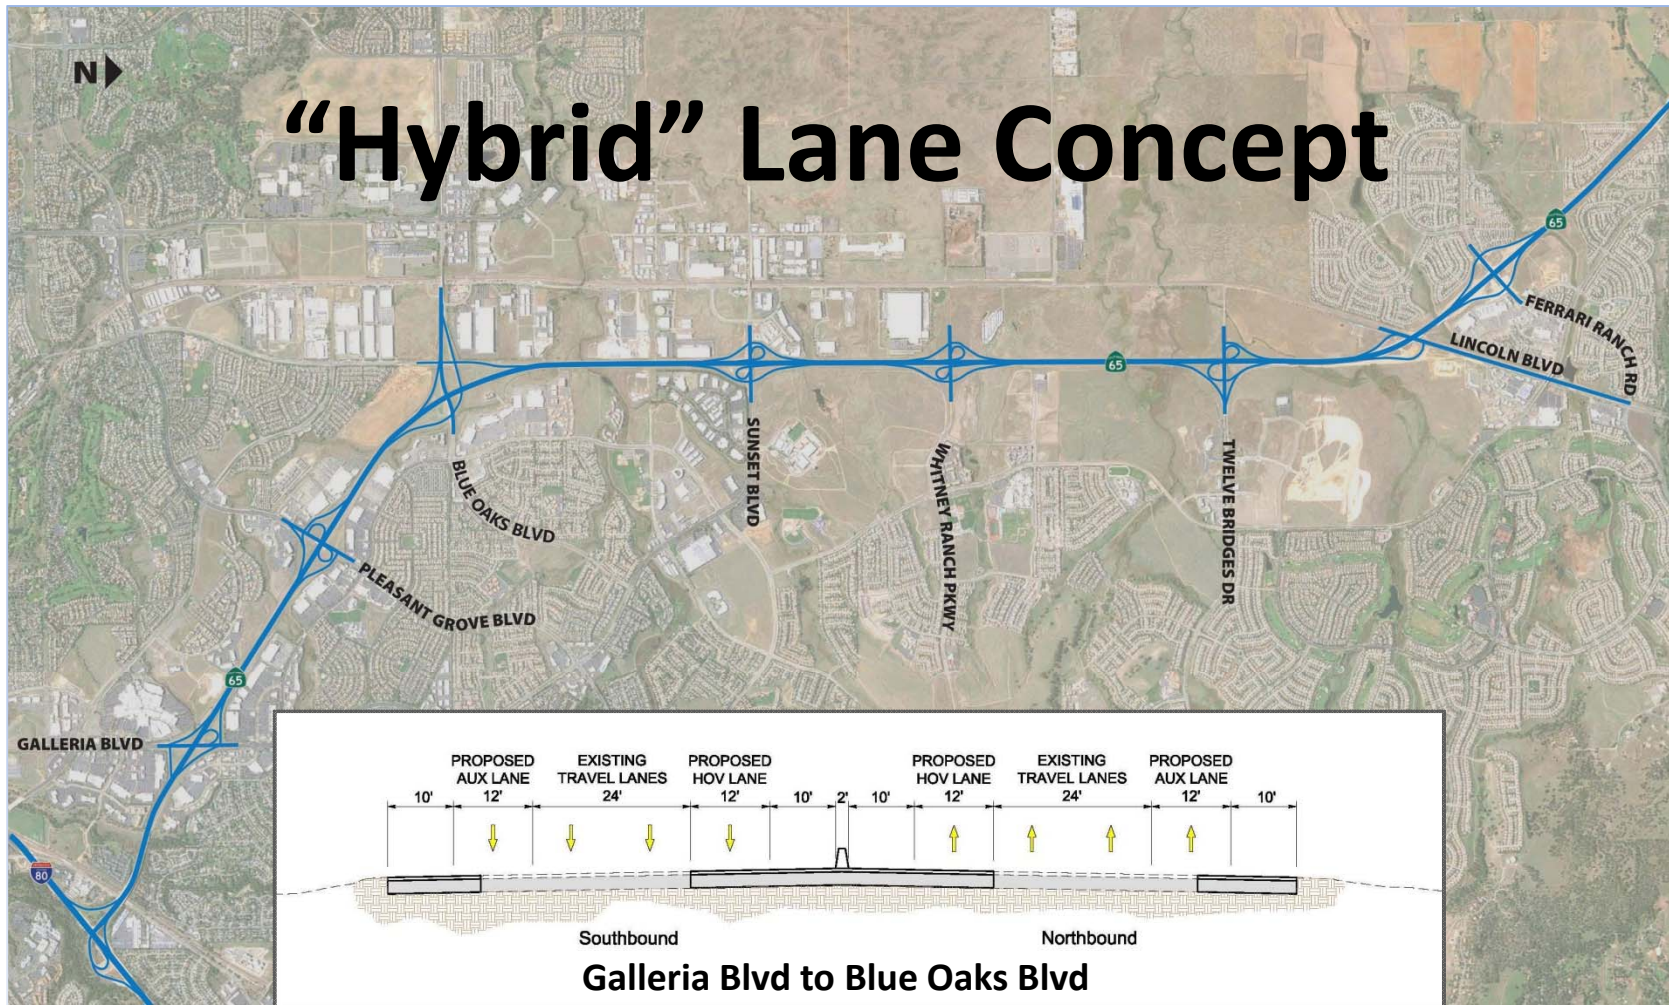 N
“Hybrid” Lane Concept
65
FERRARI RANCH RD
LINCOLN BLVD
65
SUNSET BLVD
WHITNEY RANCH PKWY
TWELVE BRIDGES DR
BLUE OAKS BLVD
PLEASANT GROVE BLVD
65
GALLERIA BLVD
80
PROPOSED AUX LANE
EXISTING TRAVEL LANES
PROPOSED HOV LANE
PROPOSED HOV LANE
EXISTING TRAVEL LANES
PROPOSED AUX LANE
10' 12' 24' 12' 10' 2' 10' 12' 24' 12' 10'
Southbound
Northbound
Galleria Blvd to Blue Oaks Blvd